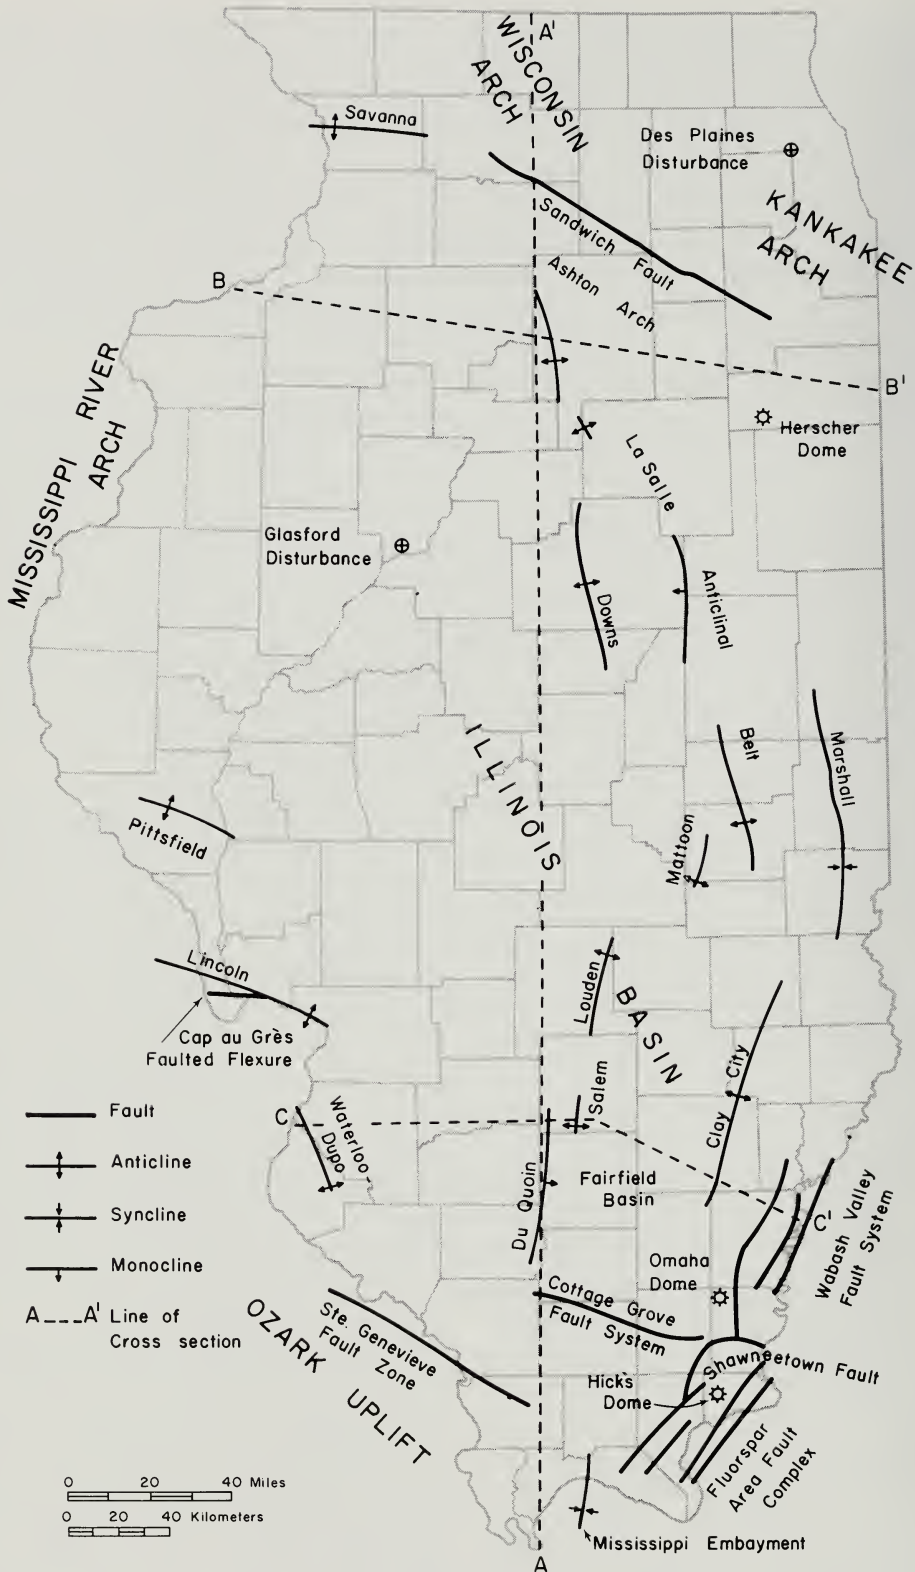 A'
WISCONSIN
ARCH
Savanna
Des Plaines
Disturbance
KANKAKEE
ARCH
Sandwich Fault
Ashton Arch
B
B'
MISSISSIPPI RIVER
ARCH
Herscher
Dome
La Salle
Anticlinal
Belt
Glasford
Disturbance
Downs
ILLINOIS
BASIN
Marshall
Mattoon
Pittsfield
Lincoln
Cap au Grès
Faulted Flexure
Louden
Clay City
Salem
C
Waterloo
Dupo
Du Quoin
Fairfield
Basin
C'
Wabash Valley
Fault System
Omaha
Dome
Cottage Grove
Fault System
Ste. Genevieve
Fault Zone
OZARK UPLIFT
Shawneetown Fault
Hicks
Dome
Fluorspar
Area Fault
Complex
Mississippi Embayment
A
Fault
Anticline
Syncline
Monocline
A---A' Line of
Cross section
0 20 40 Miles
0 20 40 Kilometers